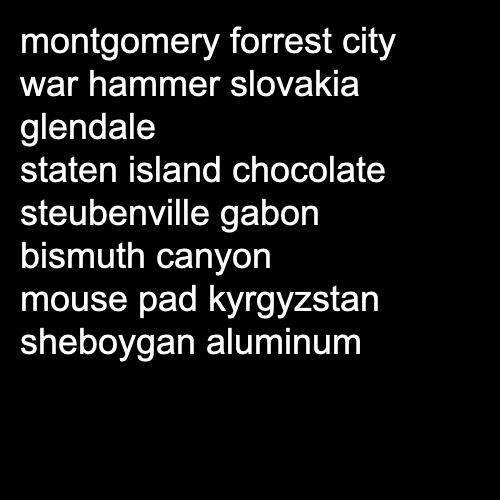 montgomery forrest city
war hammer slovakia
glendale
staten island chocolate
steubenville gabon
bismuth canyon
mouse pad kyrgyzstan
sheboygan aluminum